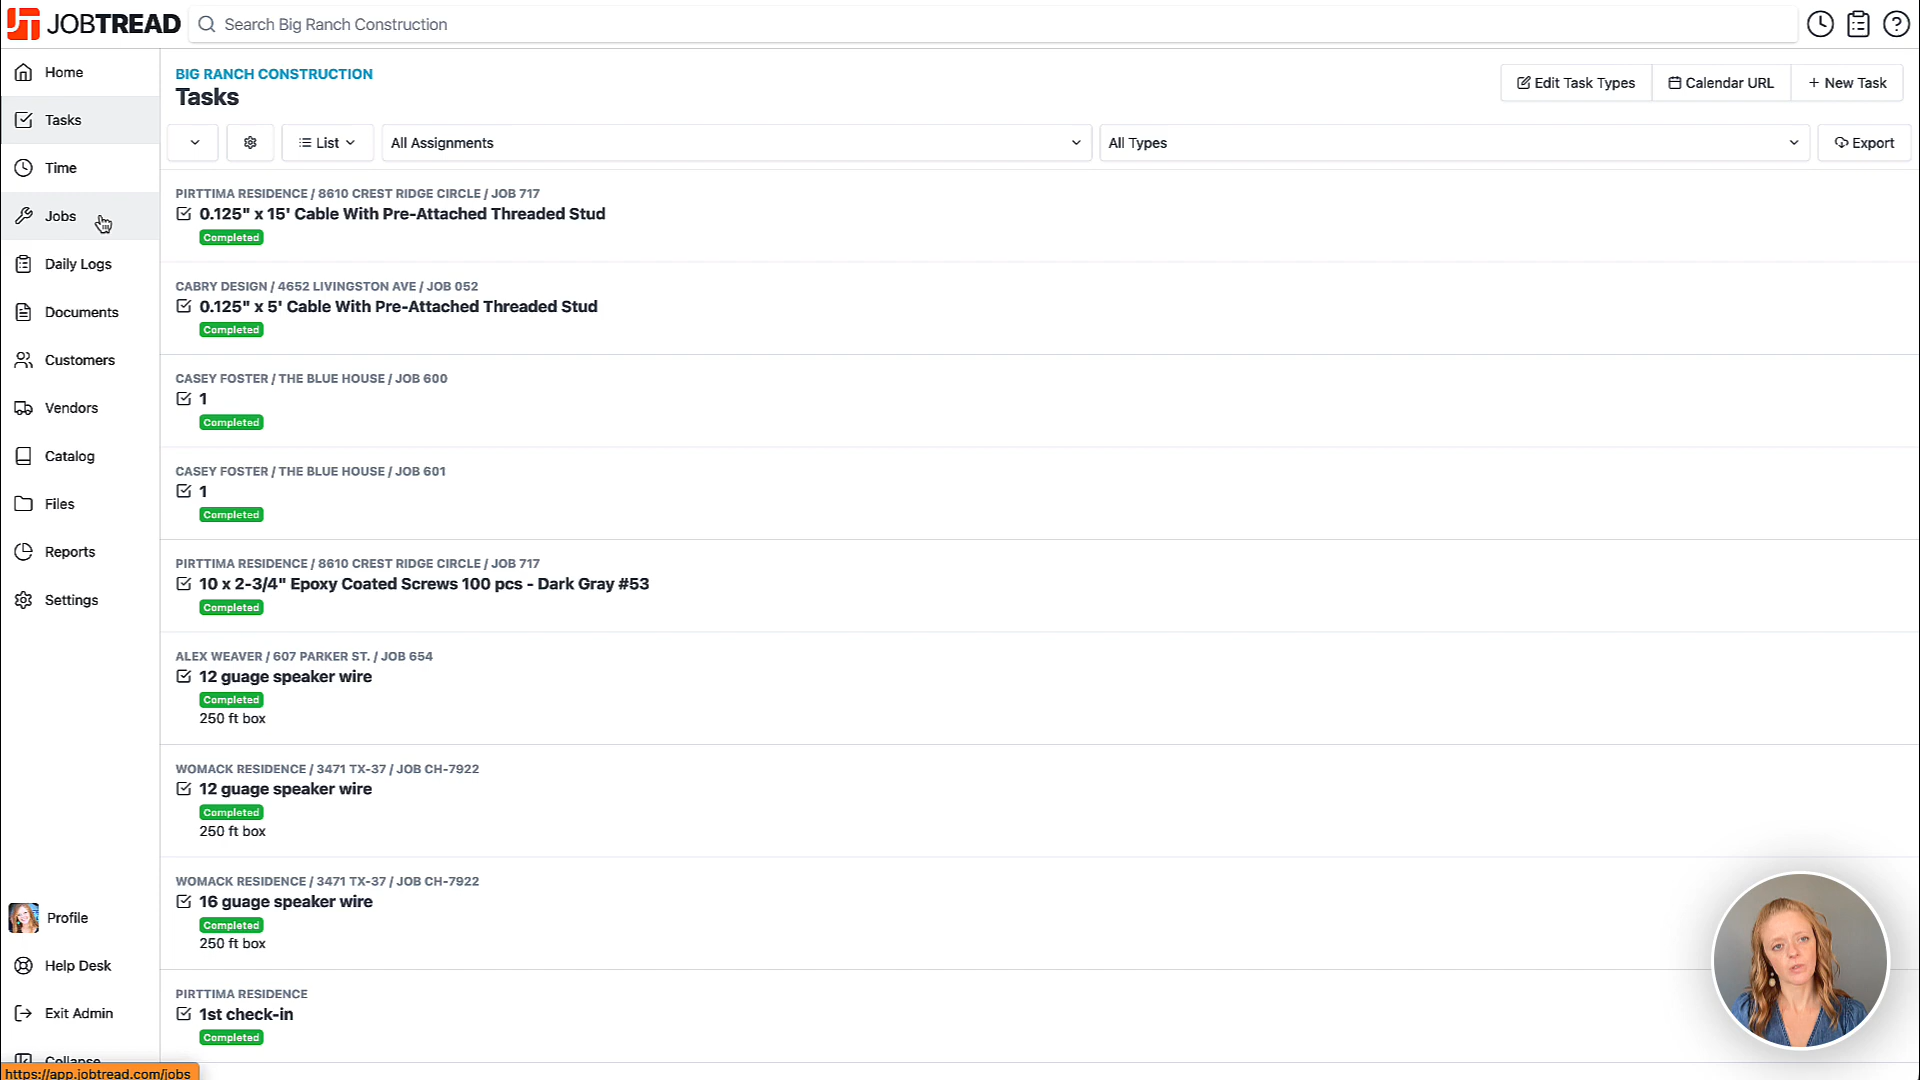 JOBTREAD
Search Big Ranch Construction
Home
Tasks
Time
Jobs
Daily Logs
Documents
Customers
Vendors
Catalog
Files
Reports
Settings
Profile
Help Desk
Exit Admin
Collapse
https://app.jobtread.com/jobs
BIG RANCH CONSTRUCTION
Tasks
Edit Task Types
Calendar URL
+ New Task
List
All Assignments
All Types
Export
PIRTTIMA RESIDENCE / 8610 CREST RIDGE CIRCLE / JOB 717
0.125" x 15' Cable With Pre-Attached Threaded Stud
Completed
CABRY DESIGN / 4652 LIVINGSTON AVE / JOB 052
0.125" x 5' Cable With Pre-Attached Threaded Stud
Completed
CASEY FOSTER / THE BLUE HOUSE / JOB 600
1
Completed
CASEY FOSTER / THE BLUE HOUSE / JOB 601
1
Completed
PIRTTIMA RESIDENCE / 8610 CREST RIDGE CIRCLE / JOB 717
10 x 2-3/4" Epoxy Coated Screws 100 pcs - Dark Gray #53
Completed
ALEX WEAVER / 607 PARKER ST. / JOB 654
12 guage speaker wire
Completed
250 ft box
WOMACK RESIDENCE / 3471 TX-37 / JOB CH-7922
12 guage speaker wire
Completed
250 ft box
WOMACK RESIDENCE / 3471 TX-37 / JOB CH-7922
16 guage speaker wire
Completed
250 ft box
PIRTTIMA RESIDENCE
1st check-in
Completed